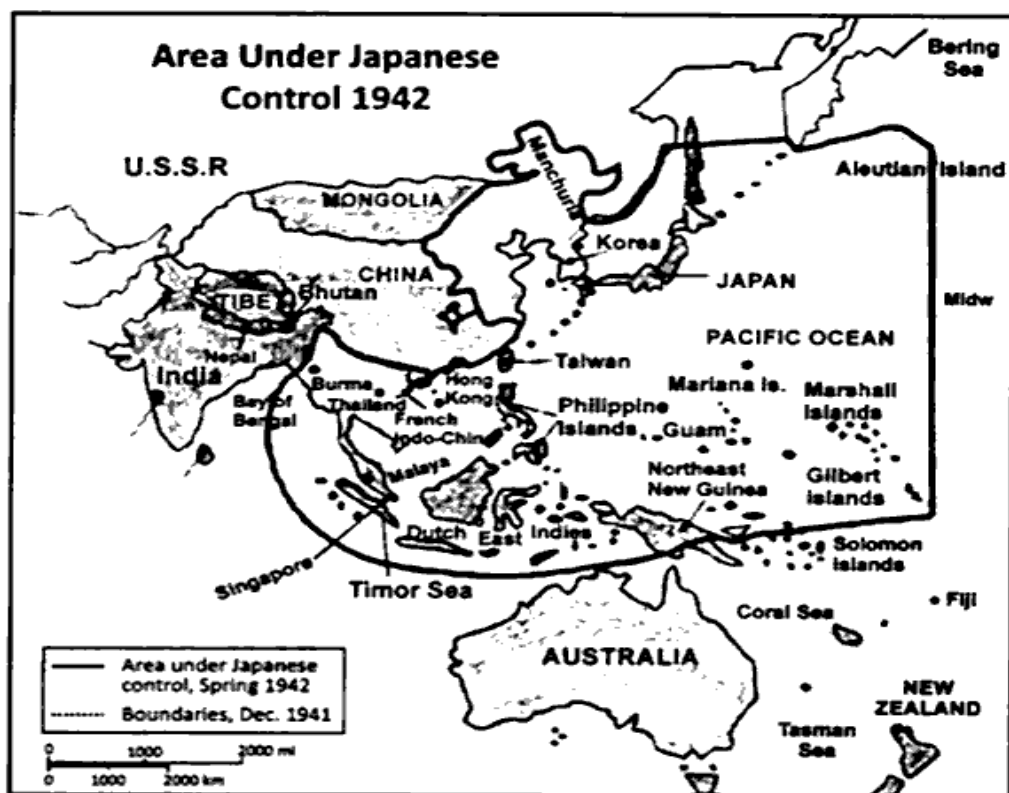 Area Under Japanese
Control 1942
Bering
Sea
U.S.S.R
Manchuria
Aleutian Island
MONGOLIA
Korea
CHINA
JAPAN
TIBE
Bhutan
Midw
Nepal
PACIFIC OCEAN
Taiwan
India
Burma
Hong
Kong
Mariana Is.
Marshall
Islands
Bay of
Bengal
Thailand
French
Indo-Chin
Philippine
Islands
Guam
Malaya
Northeast
New Guinea
Gilbert
islands
Dutch
East
Indies
Solomon
islands
Singapore
Timor Sea
Coral Sea
Fiji
AUSTRALIA
Area under Japanese
control, Spring 1942
Boundaries, Dec. 1941
NEW
ZEALAND
Tasman
Sea
0 1000 2000 mi
0 1000 2000 km